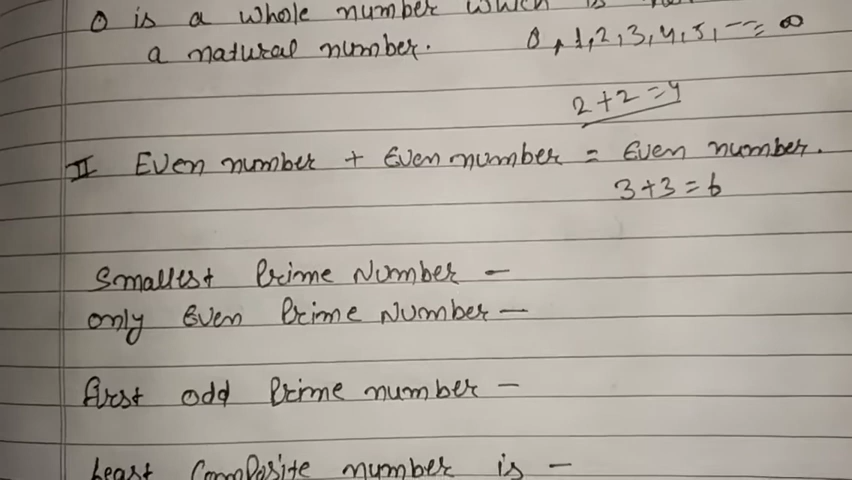 0 is a whole number which is
a natural number. 0, 1, 2, 3, 4, 5, --- = ∞
2+2=4
II Even number + Even number = Even number.
3+3=6
Smallest Prime Number -
only Even Prime Number -
first odd Prime number -
Least Composite number is -